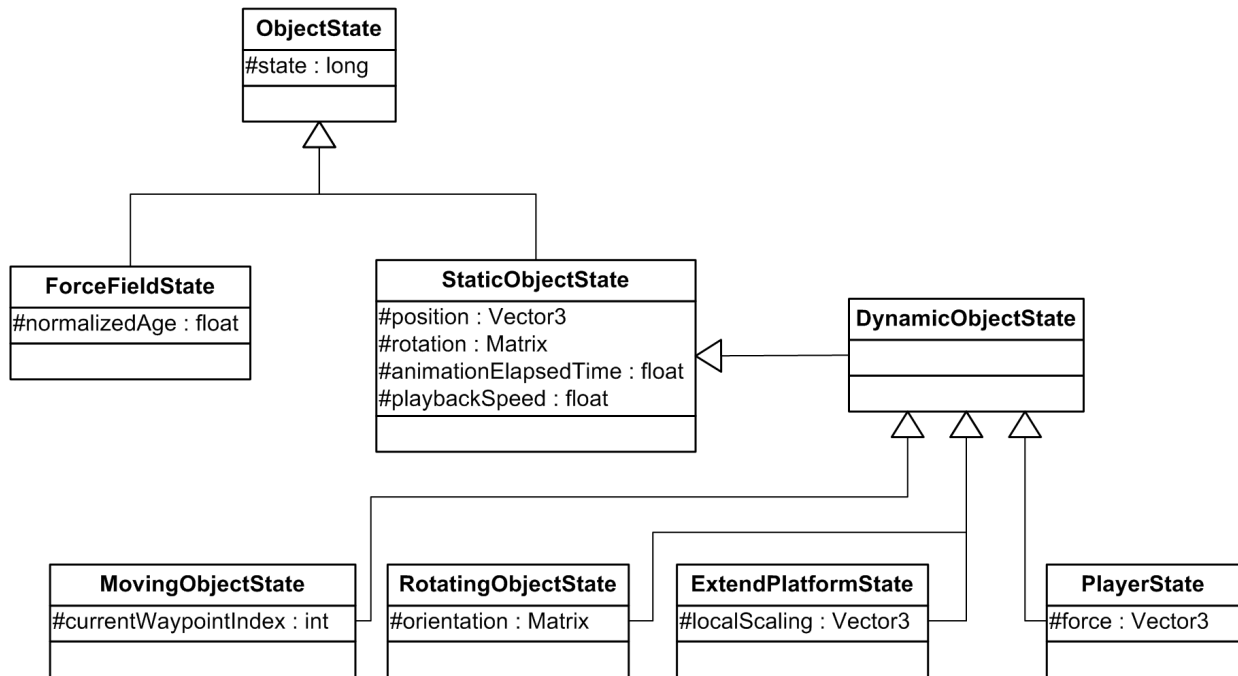 ObjectState
#state : long
ForceFieldState
#normalizedAge : float
StaticObjectState
#position : Vector3
#rotation : Matrix
#animationElapsedTime : float
#playbackSpeed : float
DynamicObjectState
MovingObjectState
#currentWaypointIndex : int
RotatingObjectState
#orientation : Matrix
ExtendPlatformState
#localScaling : Vector3
PlayerState
#force : Vector3